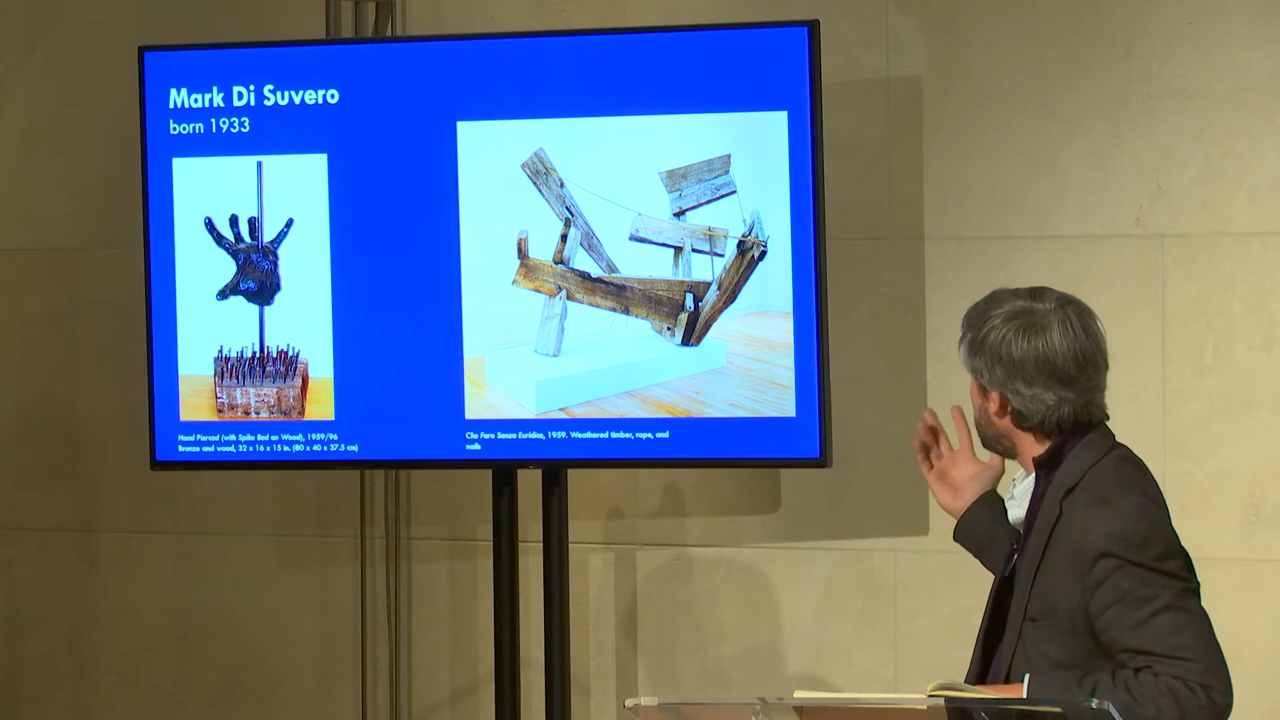 Mark Di Suvero
born 1933
Hand Pierced (with Spike Bed on Wood), 1959/96
Bronze and wood, 32 x 16 x 15 in. (80 x 40 x 37.5 cm)
Che Faro Senza Euridice, 1959. Weathered timber, rope, and
nails